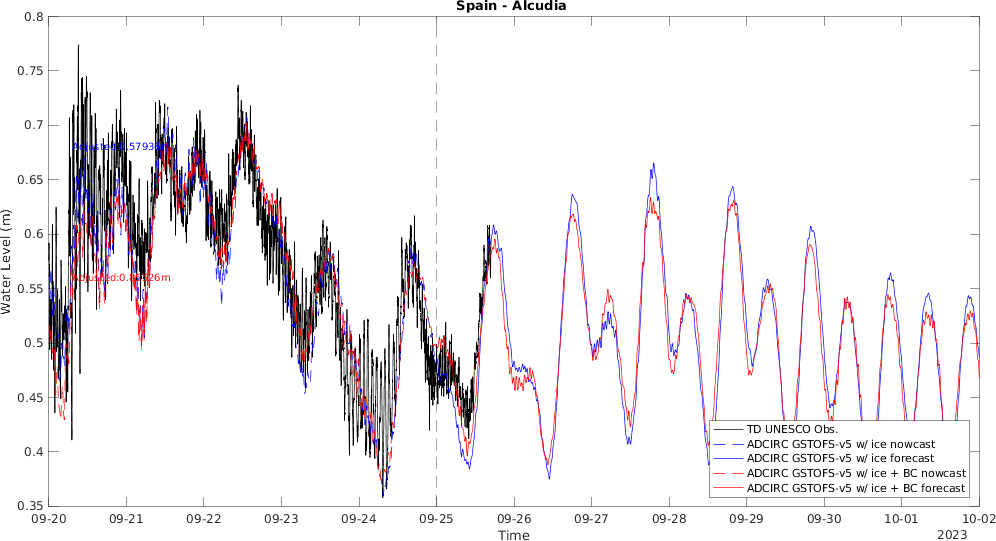 Spain - Alcudia
0.8
0.75
0.7
0.65
0.6
0.55
0.5
0.45
0.4
0.35
Water Level (m)
TD UNESCO Obs.
ADCIRC GSTOFS-v5 w/ ice nowcast
ADCIRC GSTOFS-v5 w/ ice forecast
ADCIRC GSTOFS-v5 w/ ice + BC nowcast
ADCIRC GSTOFS-v5 w/ ice + BC forecast
09-20 09-21 09-22 09-23 09-24 09-25 09-26 09-27 09-28 09-29 09-30 10-01 10-02
Time
2023